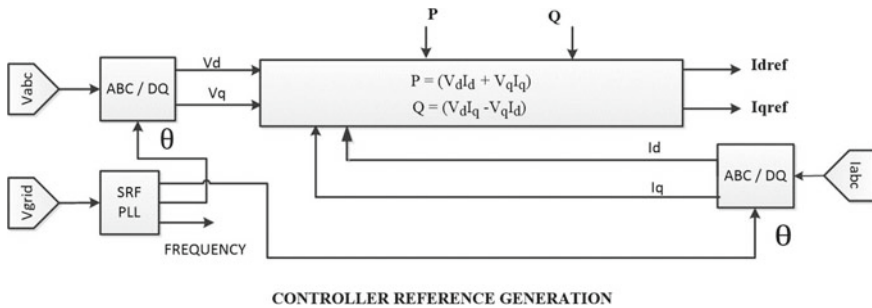 P
Q
Vabc
ABC / DQ
Vd
Vq
P = (VdId + VqIq)
Q = (VdIq -VqId)
Idref
Iqref
θ
Id
Iq
ABC / DQ
Iabc
Vgrid
SRF
PLL
θ
FREQUENCY
CONTROLLER REFERENCE GENERATION